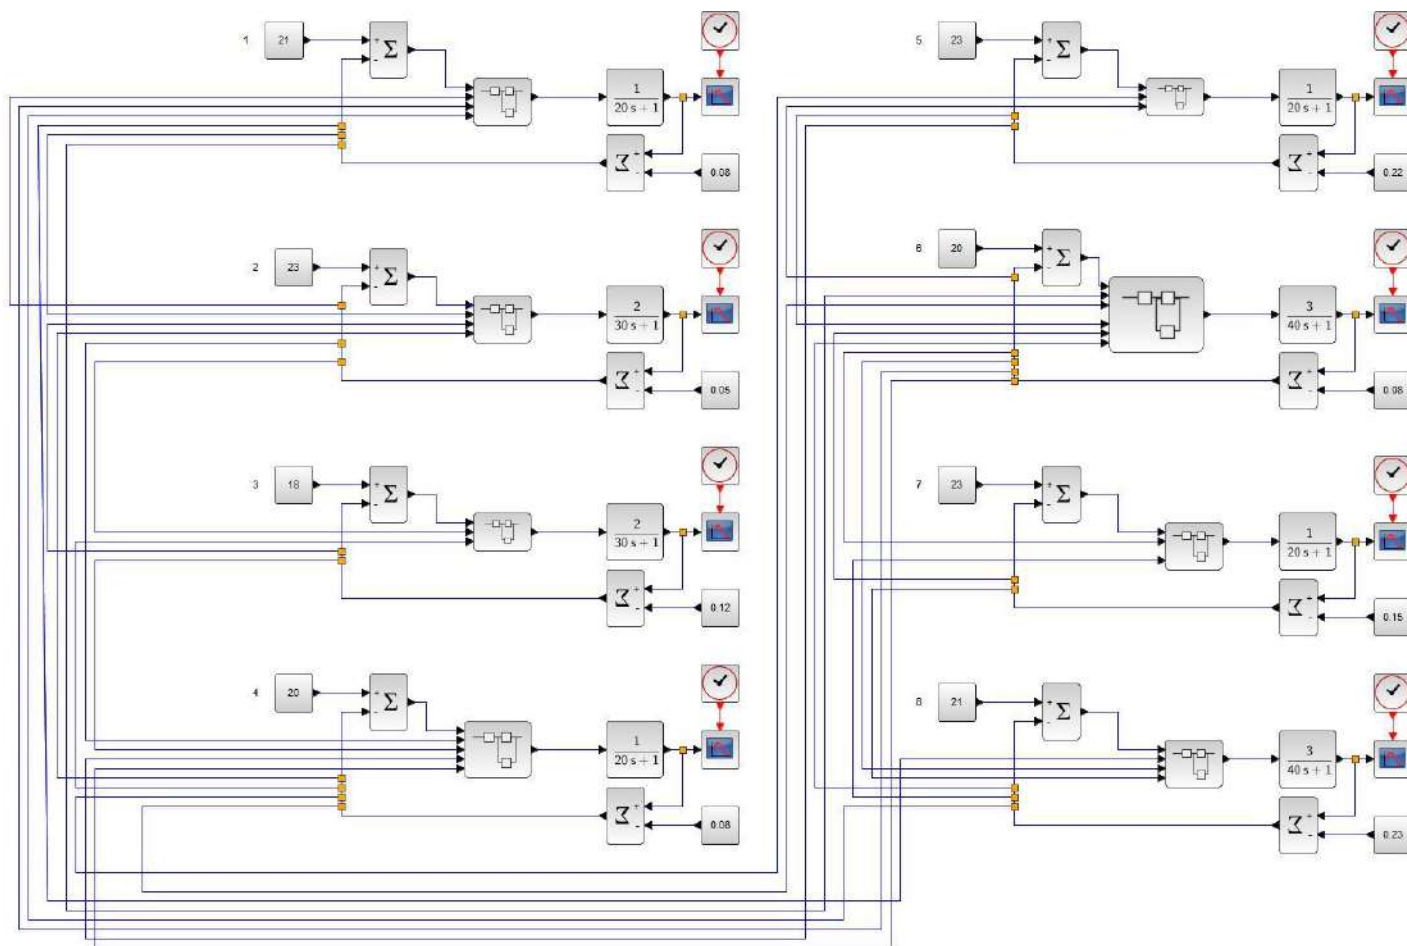 1 21 + - Σ
1
20 s + 1
Σ + -
0.08
2 23 + - Σ
2
30 s + 1
Σ + -
0.05
3 18 + - Σ
2
30 s + 1
Σ + -
0.12
4 20 + - Σ
1
20 s + 1
Σ + -
0.08
5 23 + - Σ
1
20 s + 1
Σ + -
0.22
6 20 + - Σ
3
40 s + 1
Σ + -
0.08
7 23 + - Σ
1
20 s + 1
Σ + -
0.15
8 21 + - Σ
3
40 s + 1
Σ + -
0.23